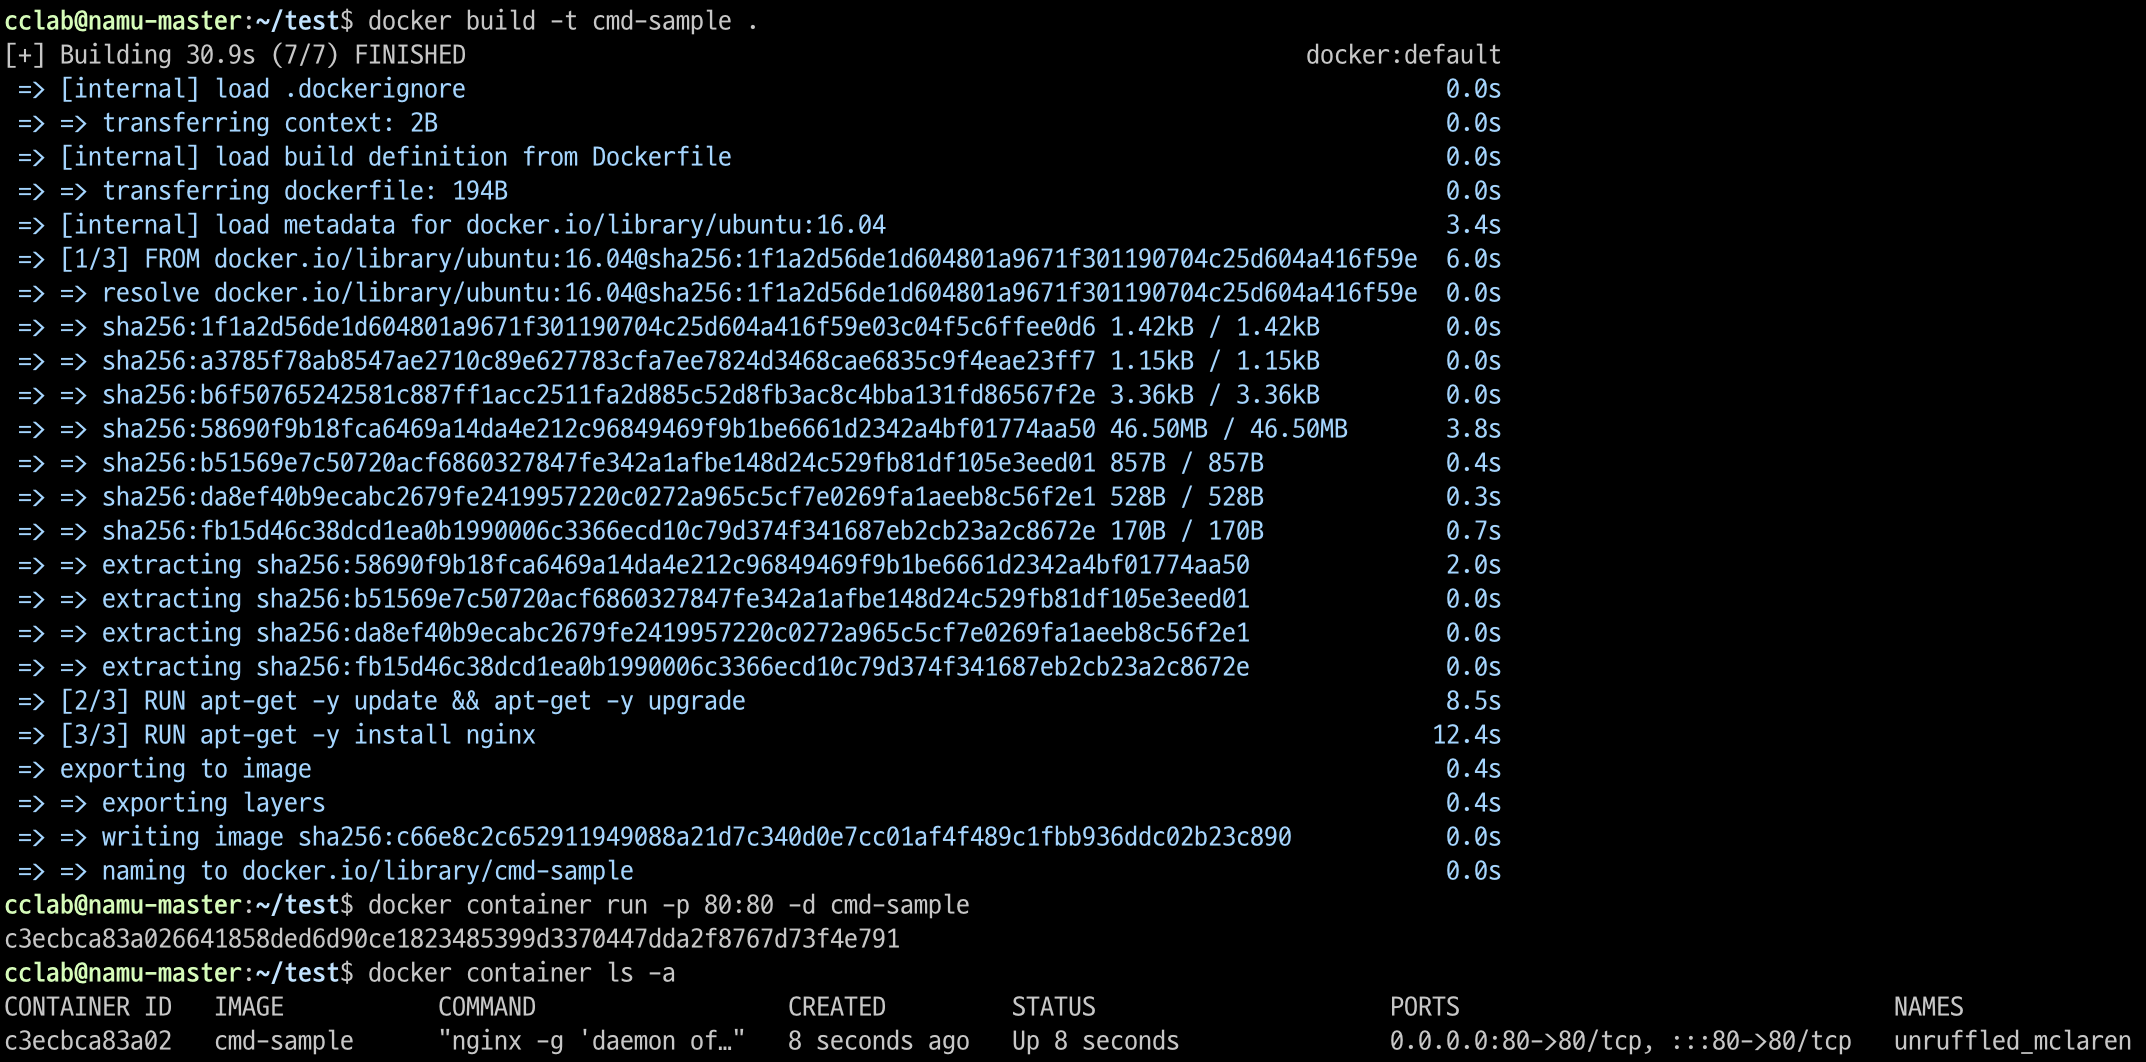 cclab@namu-master:~/test$ docker build -t cmd-sample .
[+] Building 30.9s (7/7) FINISHED docker:default
=> [internal] load .dockerignore 0.0s
=> => transferring context: 2B 0.0s
=> [internal] load build definition from Dockerfile 0.0s
=> => transferring dockerfile: 194B 0.0s
=> [internal] load metadata for docker.io/library/ubuntu:16.04 3.4s
=> [1/3] FROM docker.io/library/ubuntu:16.04@sha256:1f1a2d56de1d604801a9671f301190704c25d604a416f59e 6.0s
=> => resolve docker.io/library/ubuntu:16.04@sha256:1f1a2d56de1d604801a9671f301190704c25d604a416f59e 0.0s
=> => sha256:1f1a2d56de1d604801a9671f301190704c25d604a416f59e03c04f5c6ffee0d6 1.42kB / 1.42kB 0.0s
=> => sha256:a3785f78ab8547ae2710c89e627783cfa7ee7824d3468cae6835c9f4eae23ff7 1.15kB / 1.15kB 0.0s
=> => sha256:b6f50765242581c887ff1acc2511fa2d885c52d8fb3ac8c4bba131fd86567f2e 3.36kB / 3.36kB 0.0s
=> => sha256:58690f9b18fca6469a14da4e212c96849469f9b1be6661d2342a4bf01774aa50 46.50MB / 46.50MB 3.8s
=> => sha256:b51569e7c50720acf6860327847fe342a1afbe148d24c529fb81df105e3eed01 857B / 857B 0.4s
=> => sha256:da8ef40b9ecabc2679fe2419957220c0272a965c5cf7e0269fa1aeeb8c56f2e1 528B / 528B 0.3s
=> => sha256:fb15d46c38dcd1ea0b1990006c3366ecd10c79d374f341687eb2cb23a2c8672e 170B / 170B 0.7s
=> => extracting sha256:58690f9b18fca6469a14da4e212c96849469f9b1be6661d2342a4bf01774aa50 2.0s
=> => extracting sha256:b51569e7c50720acf6860327847fe342a1afbe148d24c529fb81df105e3eed01 0.0s
=> => extracting sha256:da8ef40b9ecabc2679fe2419957220c0272a965c5cf7e0269fa1aeeb8c56f2e1 0.0s
=> => extracting sha256:fb15d46c38dcd1ea0b1990006c3366ecd10c79d374f341687eb2cb23a2c8672e 0.0s
=> [2/3] RUN apt-get -y update && apt-get -y upgrade 8.5s
=> [3/3] RUN apt-get -y install nginx 12.4s
=> exporting to image 0.4s
=> => exporting layers 0.4s
=> => writing image sha256:c66e8c2c652911949088a21d7c340d0e7cc01af4f489c1fbb936ddc02b23c890 0.0s
=> => naming to docker.io/library/cmd-sample 0.0s
cclab@namu-master:~/test$ docker container run -p 80:80 -d cmd-sample
c3ecbca83a026641858ded6d90ce1823485399d3370447dda2f8767d73f4e791
cclab@namu-master:~/test$ docker container ls -a
CONTAINER ID IMAGE COMMAND CREATED STATUS PORTS NAMES
c3ecbca83a02 cmd-sample "nginx -g 'daemon of…" 8 seconds ago Up 8 seconds 0.0.0.0:80->80/tcp, :::80->80/tcp unruffled_mclaren